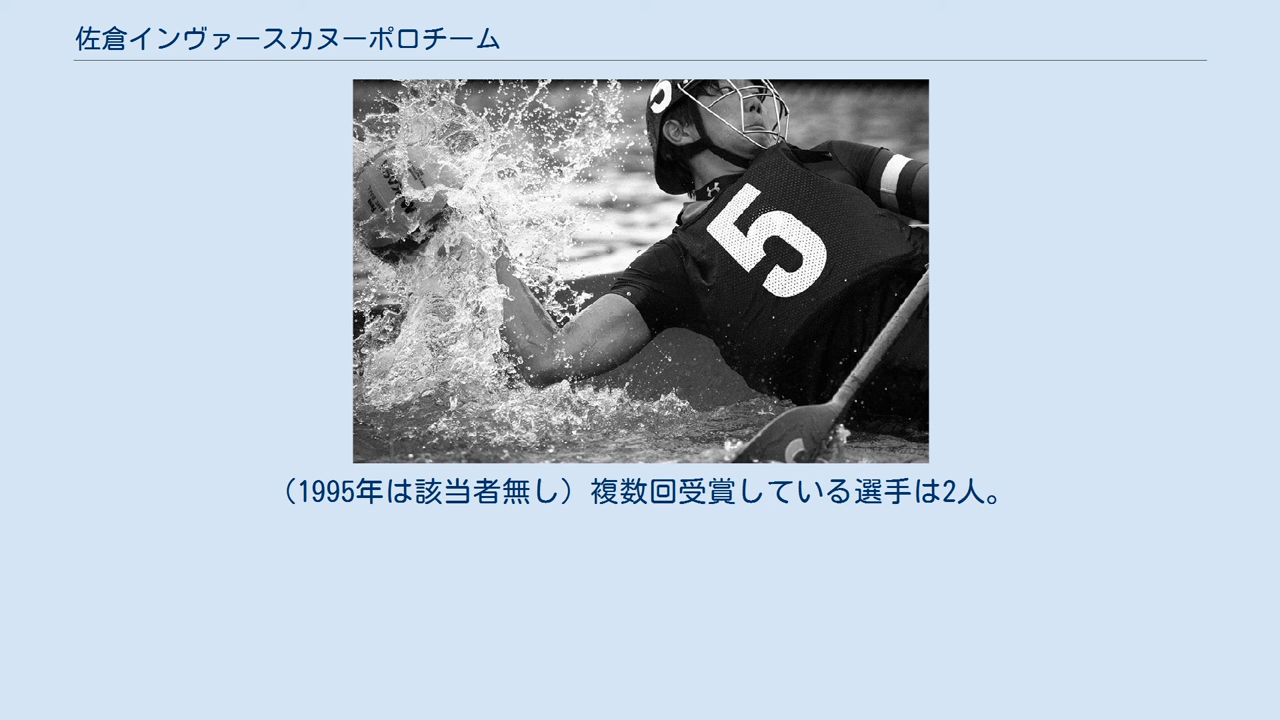 佐倉インヴァースカヌーポロチーム
5
5
（1995年は該当者無し）複数回受賞している選手は2人。